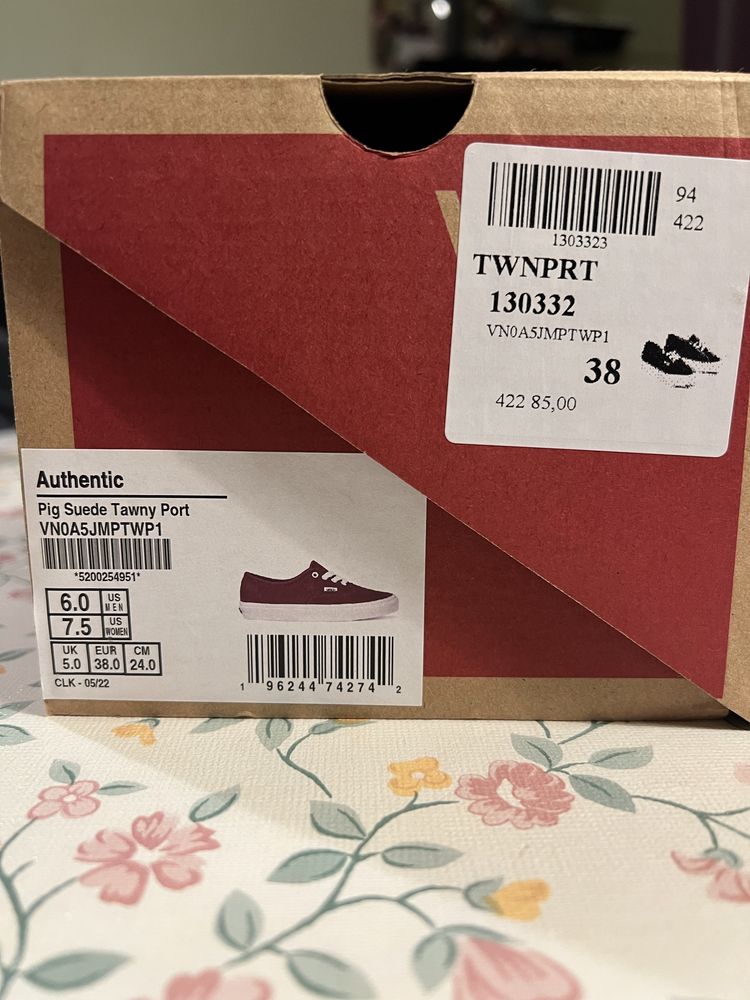 94
422
1303323
TWNPRT
130332
VN0A5JMPTWP1
38
422 85,00
Authentic
Pig Suede Tawny Port
VN0A5JMPTWP1
*5200254951*
6.0 US MEN
7.5 US WOMEN
UK EUR CM
5.0 38.0 24.0
CLK - 05/22
1 96244 74274 2